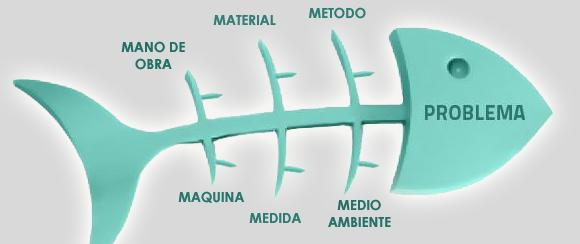 METODO
MATERIAL
MANO DE
OBRA
PROBLEMA
MAQUINA
MEDIDA
MEDIO
AMBIENTE